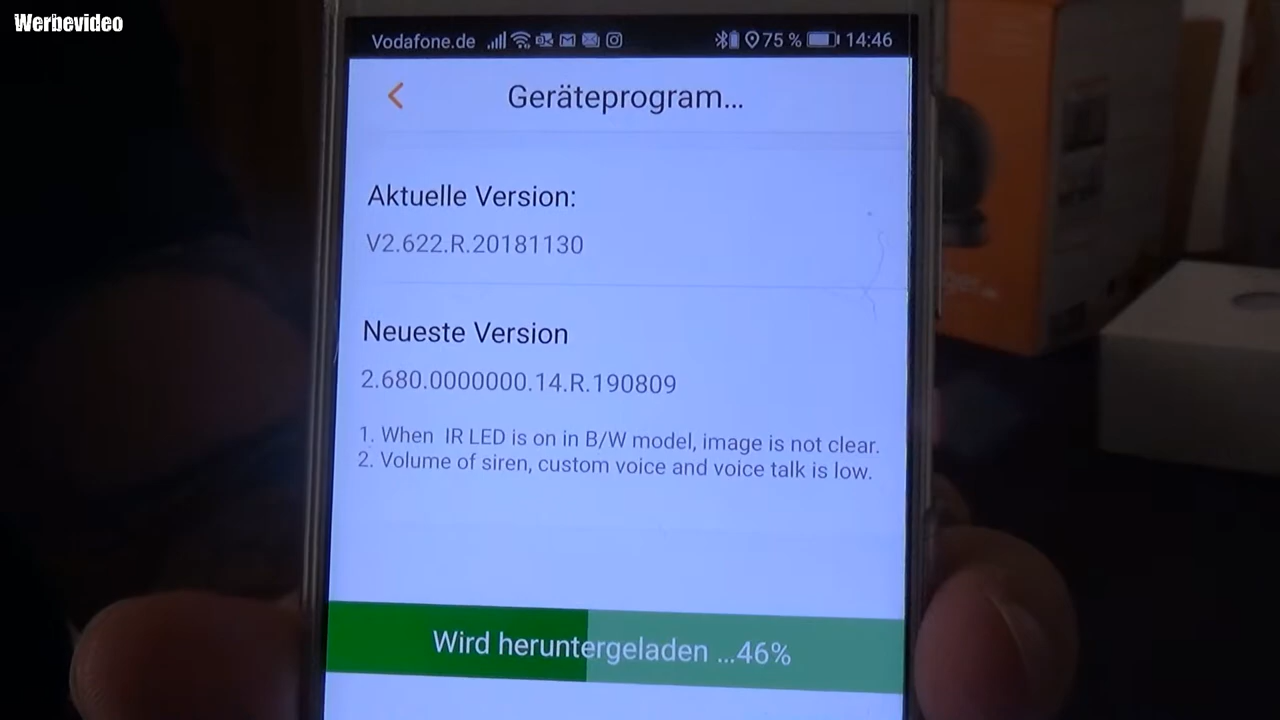 Werbevideo
Vodafone.de 75 % 14:46
Geräteprogram...
Aktuelle Version:
V2.622.R.20181130
Neueste Version
2.680.0000000.14.R.190809
1. When IR LED is on in B/W model, image is not clear.
2. Volume of siren, custom voice and voice talk is low.
Wird heruntergeladen ...46%